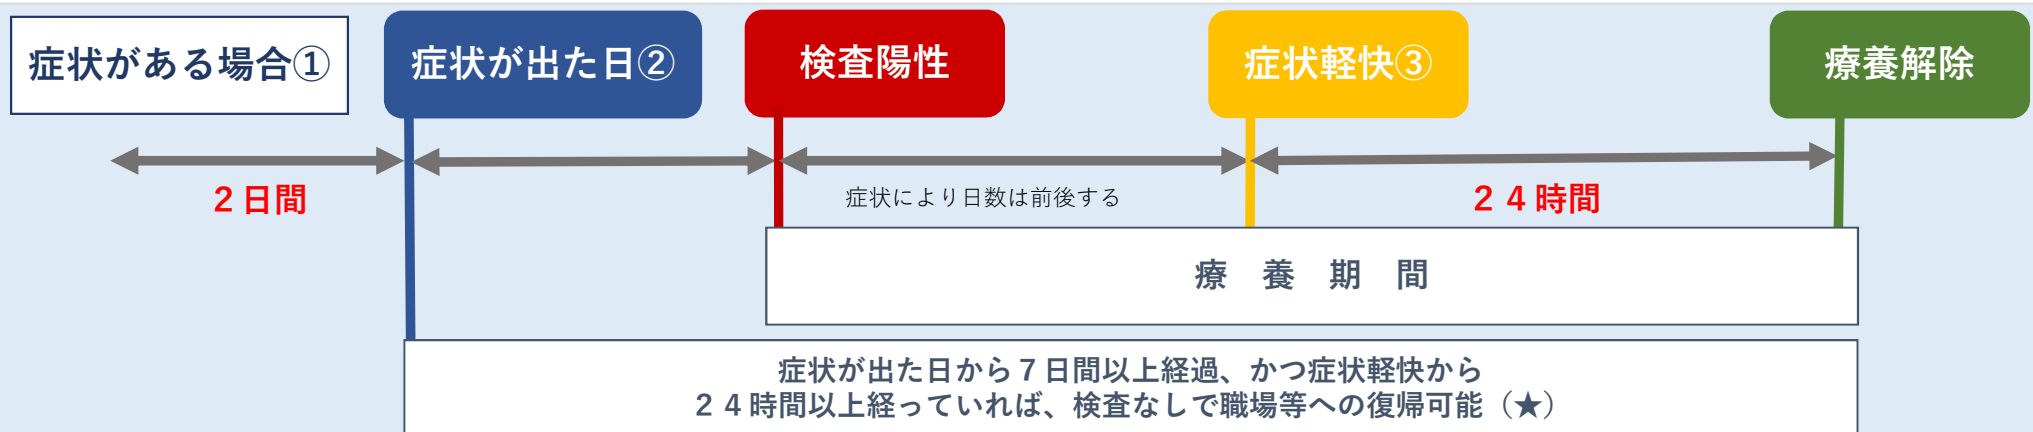 症状がある場合①
症状が出た日②
検査陽性
症状軽快③
療養解除
２日間
症状により日数は前後する
２４時間
療　養　期　間
症状が出た日から７日間以上経過、かつ症状軽快から
２４時間以上経っていれば、検査なしで職場等への復帰可能（★）